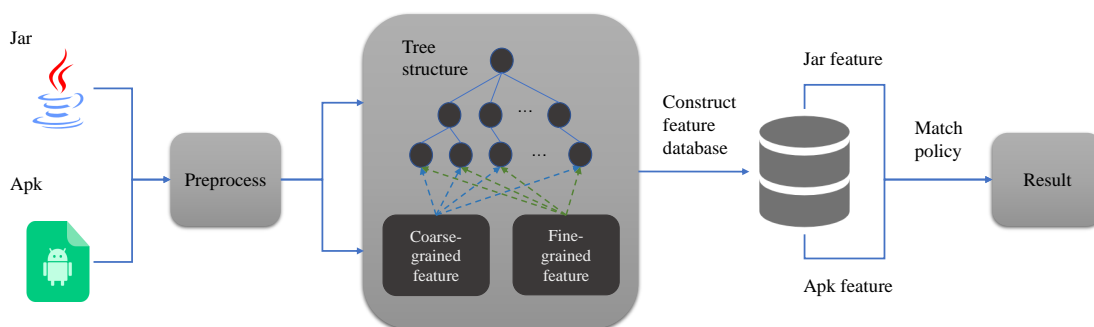 Jar
Apk
Preprocess
Tree
structure
...
...
Coarse-
grained
feature
Fine-
grained
feature
Construct
feature
database
Jar feature
Apk feature
Match
policy
Result